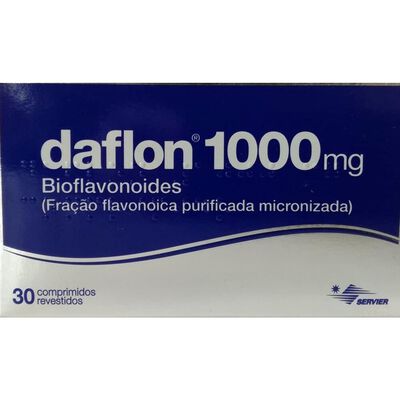 daflon® 1000mg
Bioflavonoides
(Fração flavonoica purificada micronizada)
30 comprimidos
revestidos
SERVIER